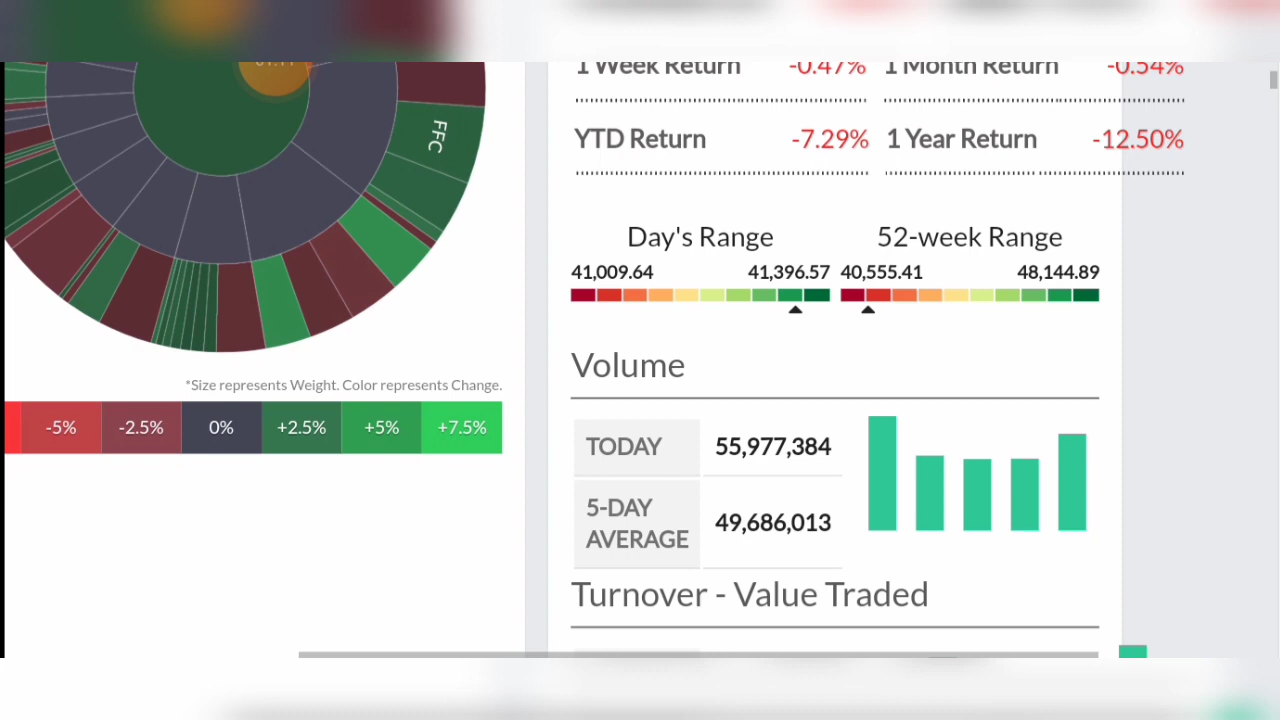 1 Week Return -0.47% 1 Month Return -0.54%
YTD Return -7.29% 1 Year Return -12.50%
FFC
Day's Range 52-week Range
41,009.64 41,396.57 40,555.41 48,144.89
*Size represents Weight. Color represents Change.
-5% -2.5% 0% +2.5% +5% +7.5%
Volume
TODAY 55,977,384
5-DAY
AVERAGE 49,686,013
Turnover - Value Traded